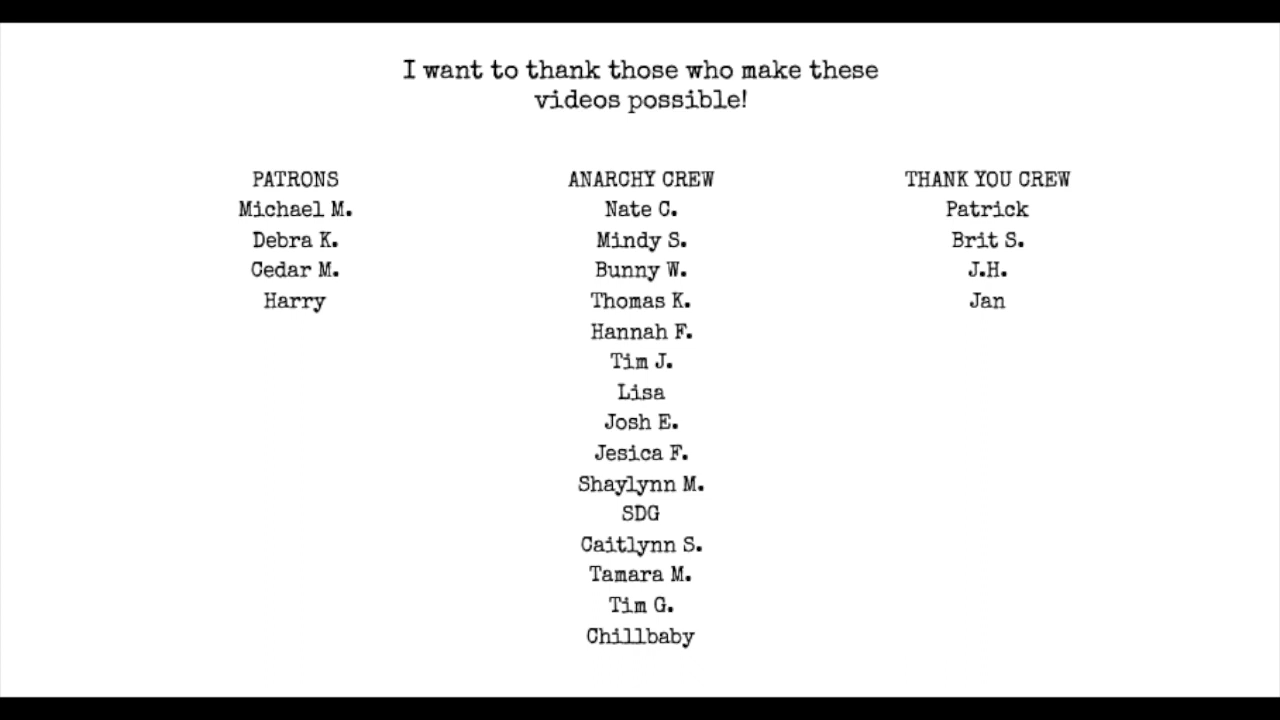 I want to thank those who make these
videos possible!
PATRONS
Michael M.
Debra K.
Cedar M.
Harry
ANARCHY CREW
Nate C.
Mindy S.
Bunny W.
Thomas K.
Hannah F.
Tim J.
Lisa
Josh E.
Jesica F.
Shaylynn M.
SDG
Caitlynn S.
Tamara M.
Tim G.
Chillbaby
THANK YOU CREW
Patrick
Brit S.
J.H.
Jan